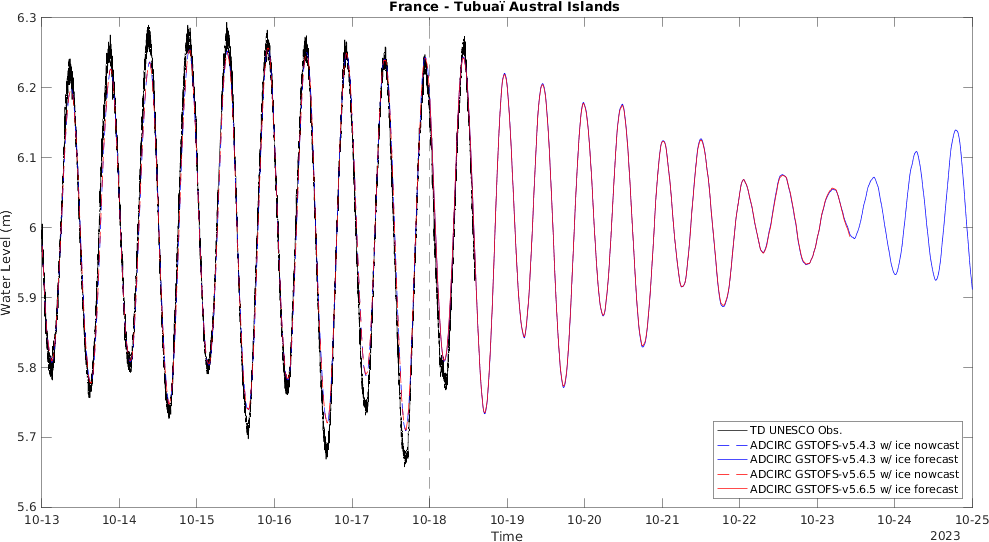 France - Tubuaï Austral Islands
6.3
6.2
6.1
6
5.9
5.8
5.7
5.6
Water Level (m)
TD UNESCO Obs.
ADCIRC GSTOFS-v5.4.3 w/ ice nowcast
ADCIRC GSTOFS-v5.4.3 w/ ice forecast
ADCIRC GSTOFS-v5.6.5 w/ ice nowcast
ADCIRC GSTOFS-v5.6.5 w/ ice forecast
10-13 10-14 10-15 10-16 10-17 10-18 10-19 10-20 10-21 10-22 10-23 10-24 10-25
Time
2023